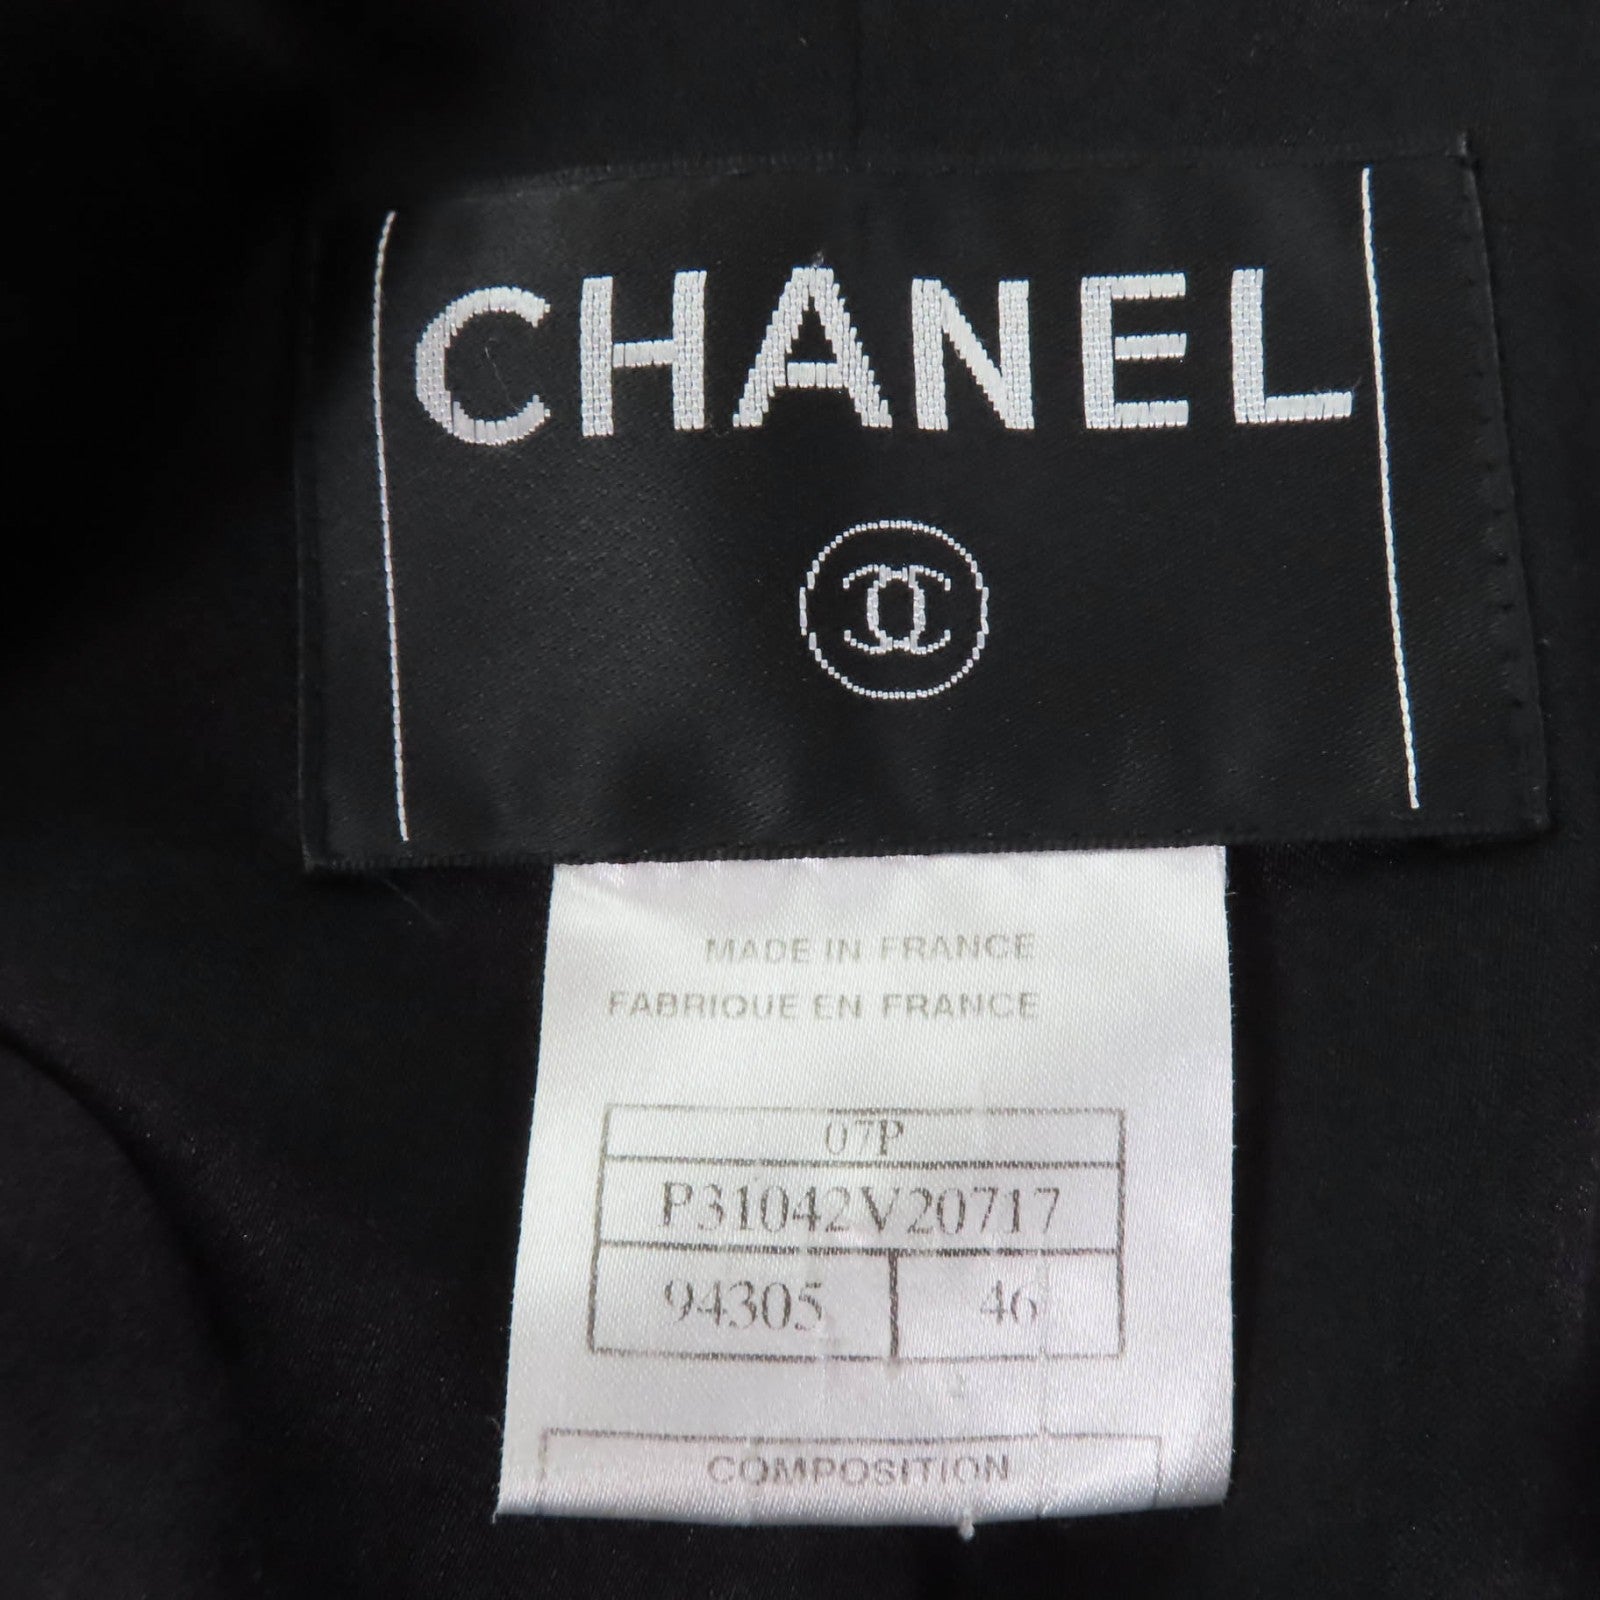 CHANEL
MADE IN FRANCE
FABRIQUE EN FRANCE
07P
P31042V20717
94305 46
COMPOSITION